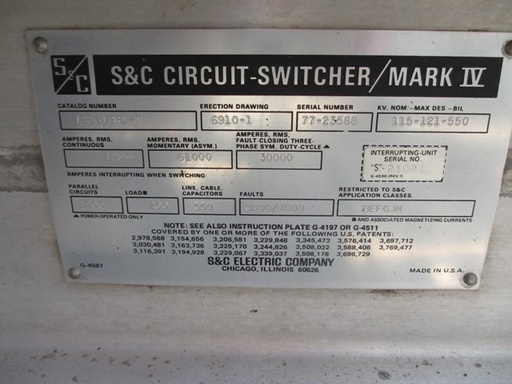 S&C
S&C CIRCUIT-SWITCHER/MARK IV
CATALOG NUMBER ERECTION DRAWING SERIAL NUMBER KV, NOM–MAX DES–BIL
6910-1 77-23588 115-121-550
AMPERES, RMS, CONTINUOUS AMPERES, RMS, MOMENTARY (ASYM.) AMPERES, RMS, FAULT-CLOSING THREE-PHASE SYM. DUTY-CYCLE▲
61000 30000
INTERRUPTING-UNIT
SERIAL NO.
"S"
AMPERES INTERRUPTING WHEN SWITCHING:
PARALLEL CIRCUITS LOAD■ LINE, CABLE, CAPACITORS FAULTS RESTRICTED TO S&C APPLICATION CLASSES
▲POWER-OPERATED ONLY ■ AND ASSOCIATED MAGNETIZING CURRENTS
NOTE: SEE ALSO INSTRUCTION PLATE G-4197 OR G-4511
COVERED BY ONE OR MORE OF THE FOLLOWING U.S. PATENTS:
2,978,568 3,154,656 3,206,581 3,229,848 3,345,473 3,576,414 3,697,712
3,030,481 3,163,736 3,225,170 3,244,826 3,508,022 3,588,406 3,769,477
3,116,391 3,194,928 3,229,067 3,339,037 3,508,178 3,696,729
S&C ELECTRIC COMPANY
G-4587 CHICAGO, ILLINOIS 60626 MADE IN U.S.A.